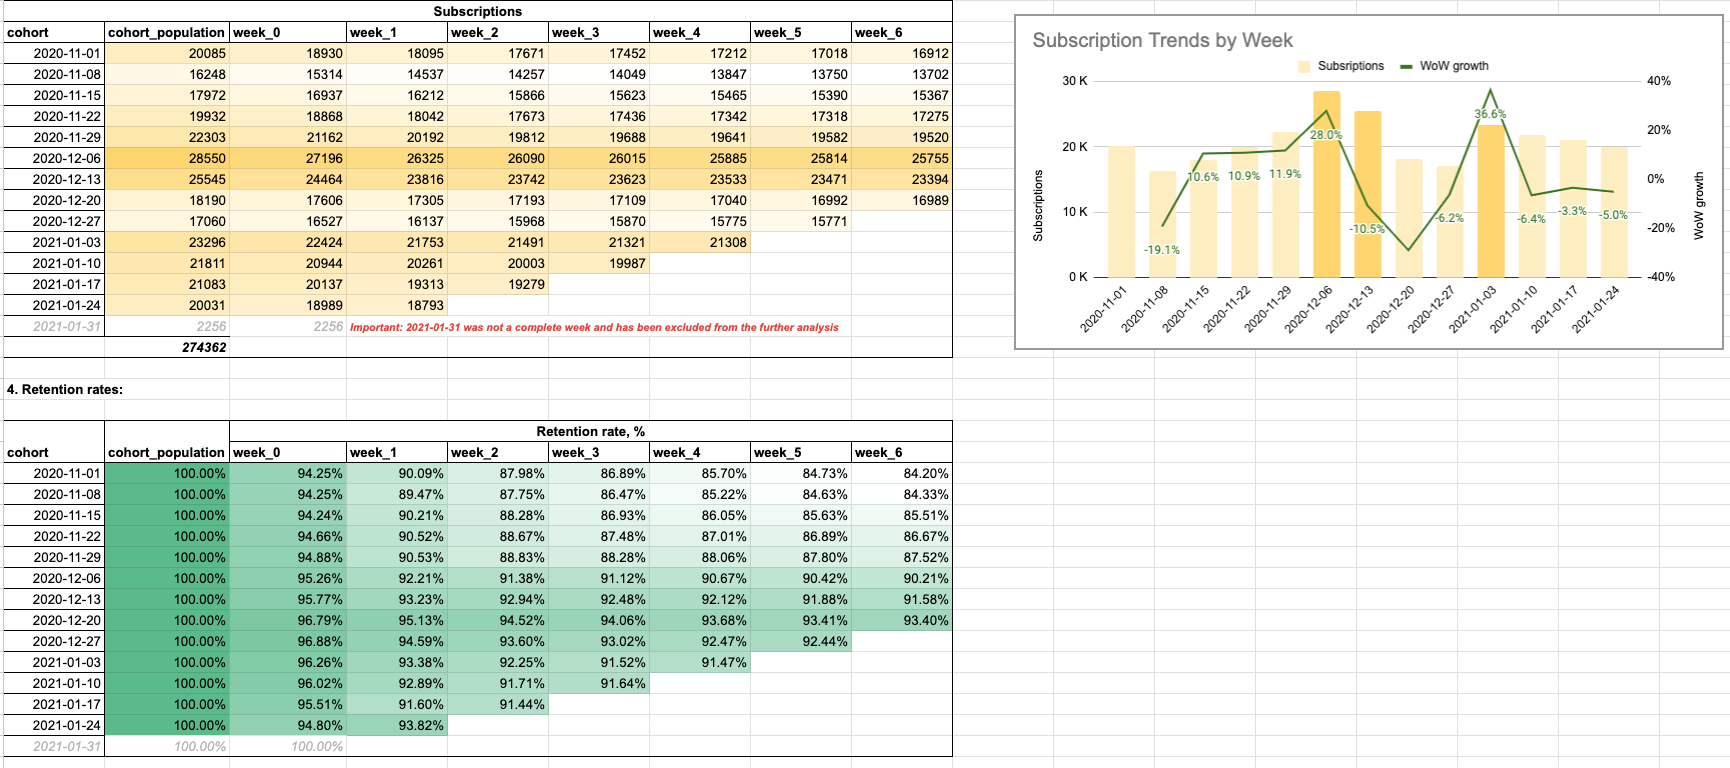 Subscriptions
cohort cohort_population week_0 week_1 week_2 week_3 week_4 week_5 week_6
2020-11-01 20085 18930 18095 17671 17452 17212 17018 16912
2020-11-08 16248 15314 14537 14257 14049 13847 13750 13702
2020-11-15 17972 16937 16212 15866 15623 15465 15390 15367
2020-11-22 19932 18868 18042 17673 17436 17342 17318 17275
2020-11-29 22303 21162 20192 19812 19688 19641 19582 19520
2020-12-06 28550 27196 26325 26090 26015 25885 25814 25755
2020-12-13 25545 24464 23816 23742 23623 23533 23471 23394
2020-12-20 18190 17606 17305 17193 17109 17040 16992 16989
2020-12-27 17060 16527 16137 15968 15870 15775 15771
2021-01-03 23296 22424 21753 21491 21321 21308
2021-01-10 21811 20944 20261 20003 19987
2021-01-17 21083 20137 19313 19279
2021-01-24 20031 18989 18793
2021-01-31 2256 2256 Important: 2021-01-31 was not a complete week and has been excluded from the further analysis
274362
Subscription Trends by Week
Subsriptions WoW growth
30 K
20 K
10 K
0 K
Subscriptions
40%
20%
0%
-20%
-40%
WoW growth
-19.1%
10.6%
10.9%
11.9%
28.0%
-10.5%
-6.2%
36.6%
-6.4%
-3.3%
-5.0%
2020-11-01
2020-11-08
2020-11-15
2020-11-22
2020-11-29
2020-12-06
2020-12-13
2020-12-20
2020-12-27
2021-01-03
2021-01-10
2021-01-17
2021-01-24
4. Retention rates:
Retention rate, %
cohort cohort_population week_0 week_1 week_2 week_3 week_4 week_5 week_6
2020-11-01 100.00% 94.25% 90.09% 87.98% 86.89% 85.70% 84.73% 84.20%
2020-11-08 100.00% 94.25% 89.47% 87.75% 86.47% 85.22% 84.63% 84.33%
2020-11-15 100.00% 94.24% 90.21% 88.28% 86.93% 86.05% 85.63% 85.51%
2020-11-22 100.00% 94.66% 90.52% 88.67% 87.48% 87.01% 86.89% 86.67%
2020-11-29 100.00% 94.88% 90.53% 88.83% 88.28% 88.06% 87.80% 87.52%
2020-12-06 100.00% 95.26% 92.21% 91.38% 91.12% 90.67% 90.42% 90.21%
2020-12-13 100.00% 95.77% 93.23% 92.94% 92.48% 92.12% 91.88% 91.58%
2020-12-20 100.00% 96.79% 95.13% 94.52% 94.06% 93.68% 93.41% 93.40%
2020-12-27 100.00% 96.88% 94.59% 93.60% 93.02% 92.47% 92.44%
2021-01-03 100.00% 96.26% 93.38% 92.25% 91.52% 91.47%
2021-01-10 100.00% 96.02% 92.89% 91.71% 91.64%
2021-01-17 100.00% 95.51% 91.60% 91.44%
2021-01-24 100.00% 94.80% 93.82%
2021-01-31 100.00% 100.00%